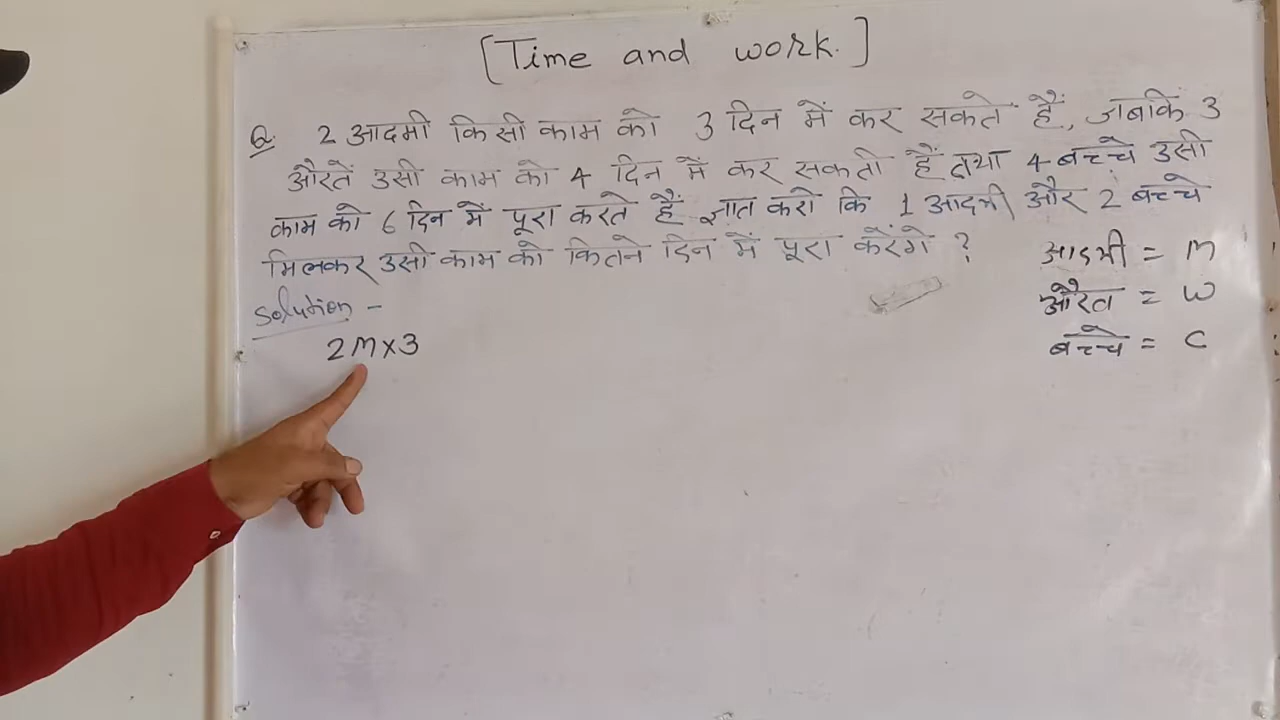 [Time and work.]
Q. 2 आदमी किसी काम को 3 दिन में कर सकते हैं, जबकि 3
औरतें उसी काम को 4 दिन में कर सकती हैं तथा 4 बच्चे उसी
काम को 6 दिन में पूरा करते हैं ज्ञात करो कि 1 आदमी और 2 बच्चे
मिलकर उसी काम को कितने दिन में पूरा करेंगे ?
आदमी = M
औरत = W
बच्चे = C
Solution -
2M×3